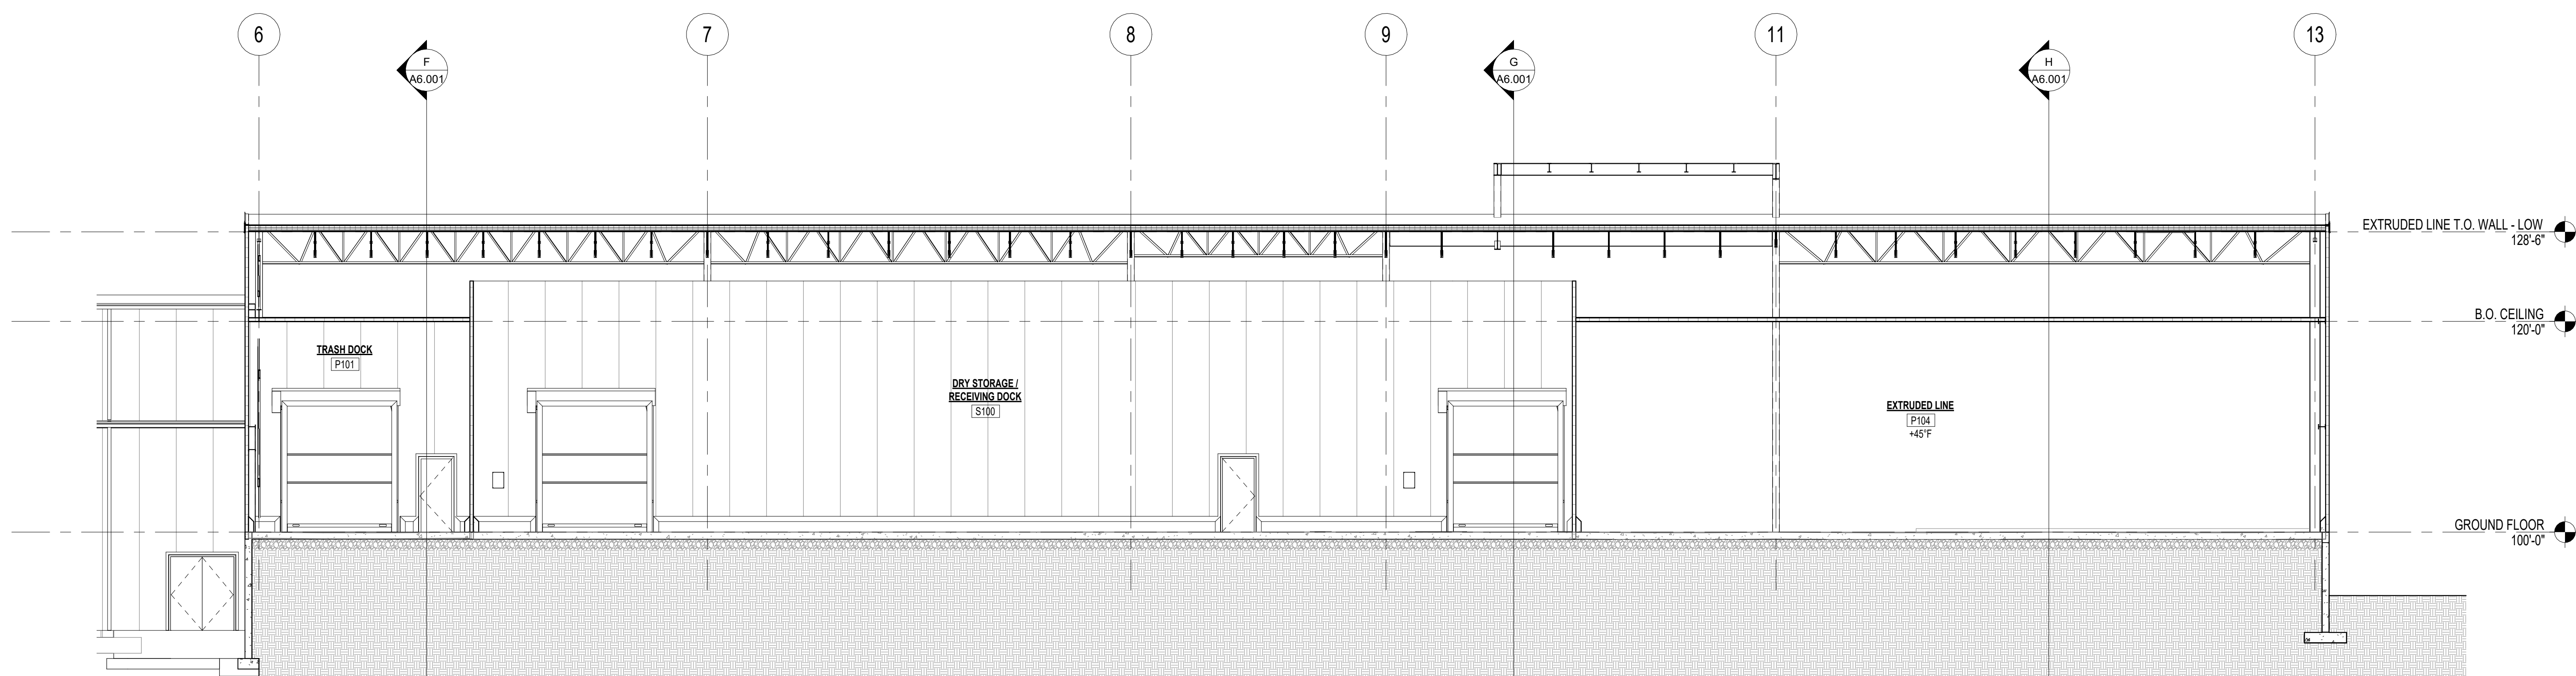 6
7
8
9
11
13
F
A6.001
G
A6.001
H
A6.001
EXTRUDED LINE T.O. WALL - LOW
128'-6"
B.O. CEILING
120'-0"
TRASH DOCK
P101
DRY STORAGE /
RECEIVING DOCK
S100
EXTRUDED LINE
P104
+45°F
GROUND FLOOR
100'-0"